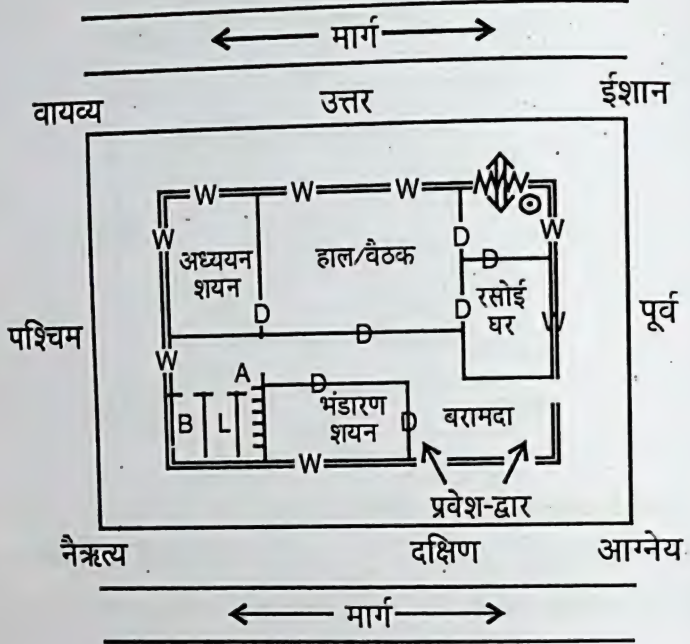 मार्ग
वायव्य उत्तर ईशान
W W W
W D W
अध्ययन हाल/वैठक D
शयन रसोई
D D घर W
पश्चिम पूर्व
D
W
A D
B L भंडारण D बरामदा
शयन
W
प्रवेश-द्वार
नैऋत्य दक्षिण आग्नेय
मार्ग